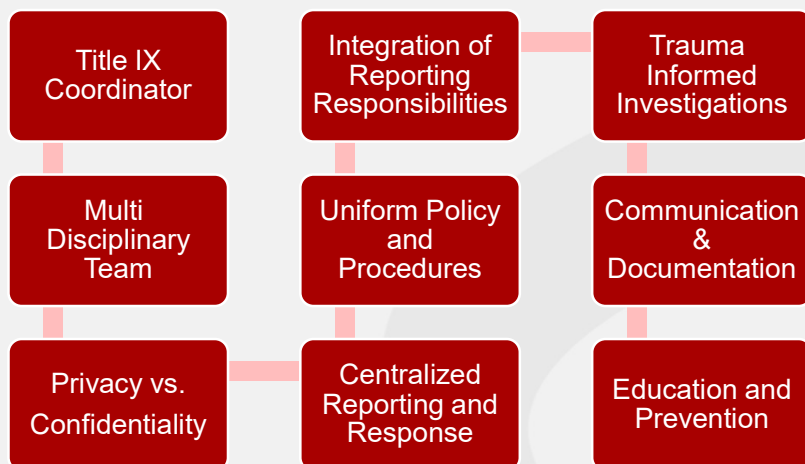 Title IX
Coordinator
Multi
Disciplinary
Team
Privacy vs.
Confidentiality
Centralized
Reporting and
Response
Uniform Policy
and
Procedures
Integration of
Reporting
Responsibilities
Trauma
Informed
Investigations
Communication
&
Documentation
Education and
Prevention